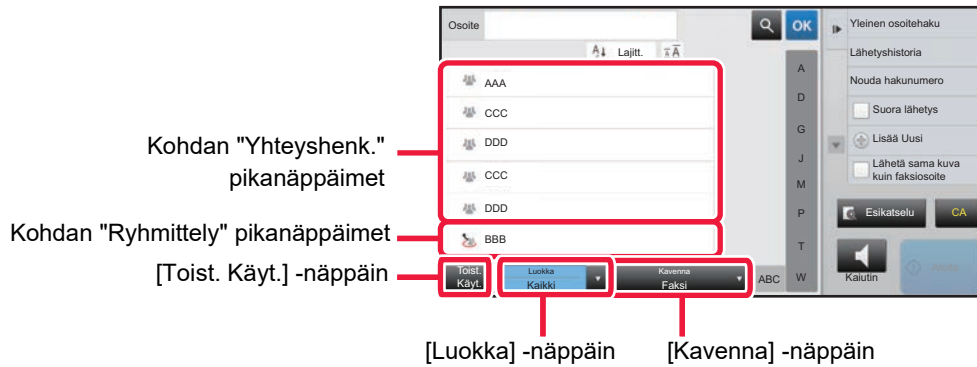 Osoite
OK
Yleinen osoitehaku
Lajitt.
Lähetyshistoria
AAA
A
Nouda hakunumero
D
CCC
Suora lähetys
G
Kohdan "Yhteyshenk."
pikanäppäimet
DDD
Lisää Uusi
J
CCC
Lähetä sama kuva
kuin faksiosoite
M
DDD
P
Esikatselu
CA
Kohdan "Ryhmittely" pikanäppäimet
BBB
T
[Toist. Käyt.] -näppäin
Toist.
Käyt.
Luokka
Kaikki
Kavenna
Faksi
ABC
W
Kaiutin
Aloita
[Luokka] -näppäin
[Kavenna] -näppäin